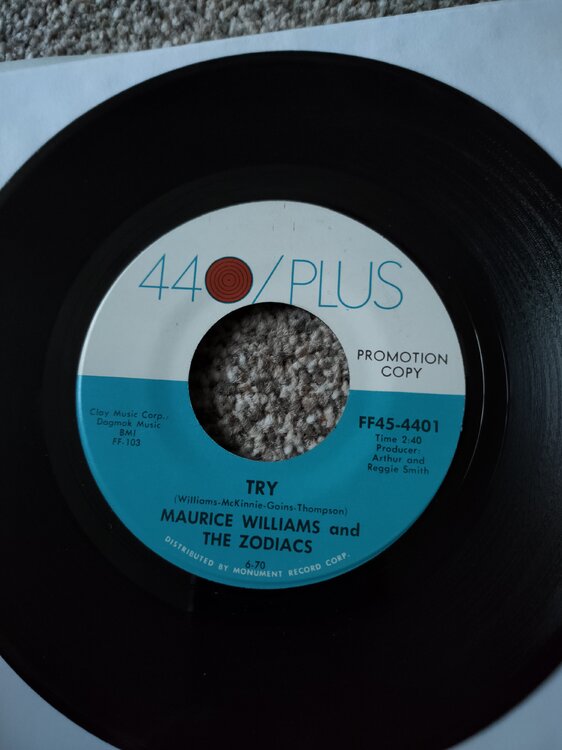 440/PLUS
PROMOTION
COPY
Clay Music Corp.,
Dagmok Music
BMI
FF-103
FF45-4401
Time 2:40
Producer:
Arthur and
Reggie Smith
TRY
(Williams-McKinnie-Goins-Thompson)
MAURICE WILLIAMS and
THE ZODIACS
6-70
DISTRIBUTED BY MONUMENT RECORD CORP.